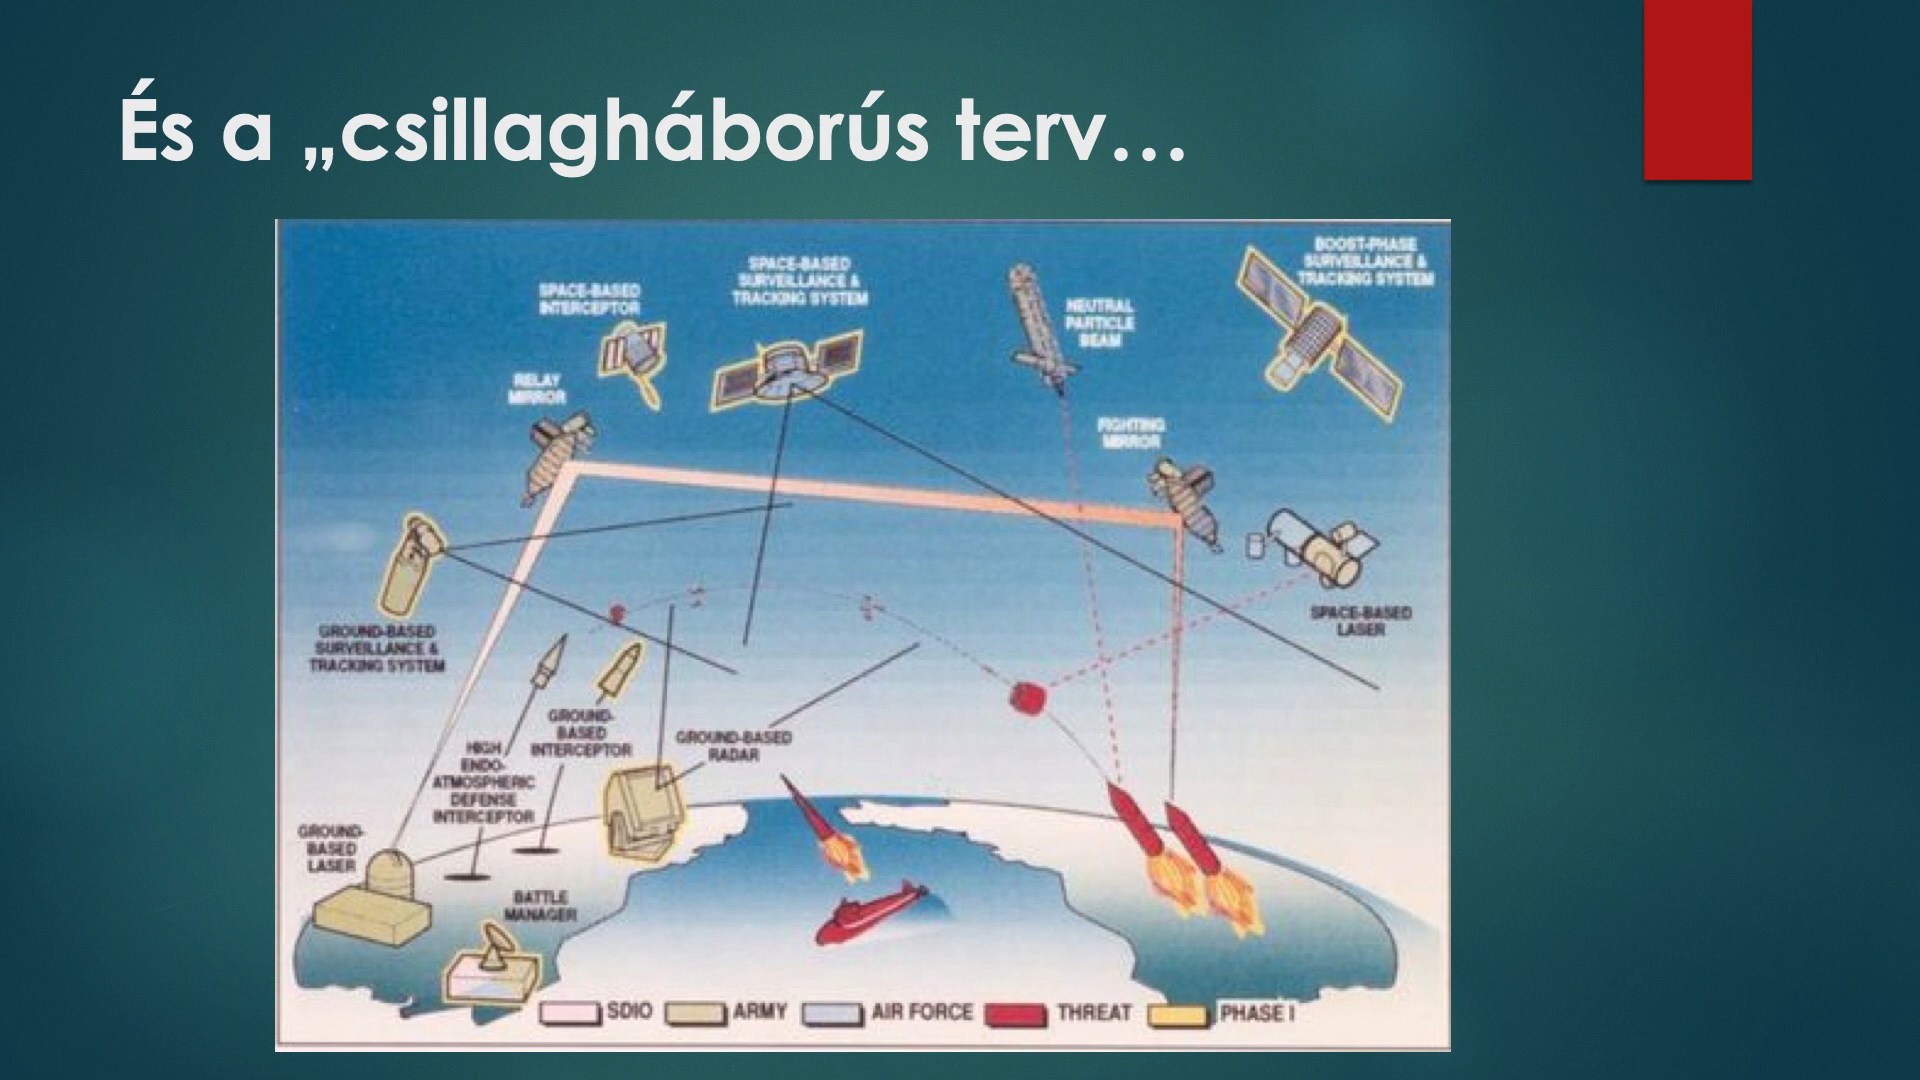 És a „csillagháborús terv…
BOOST-PHASE
SURVEILLANCE &
TRACKING SYSTEM
SPACE-BASED
SURVEILLANCE &
TRACKING SYSTEM
SPACE-BASED
INTERCEPTOR
NEUTRAL
PARTICLE
BEAM
RELAY
MIRROR
FIGHTING
MIRROR
SPACE-BASED
LASER
GROUND-BASED
SURVEILLANCE &
TRACKING SYSTEM
GROUND-
BASED
INTERCEPTOR
GROUND-BASED
RADAR
HIGH
ENDO-
ATMOSPHERIC
DEFENSE
INTERCEPTOR
GROUND-
BASED
LASER
BATTLE
MANAGER
SDIO ARMY AIR FORCE THREAT PHASE I